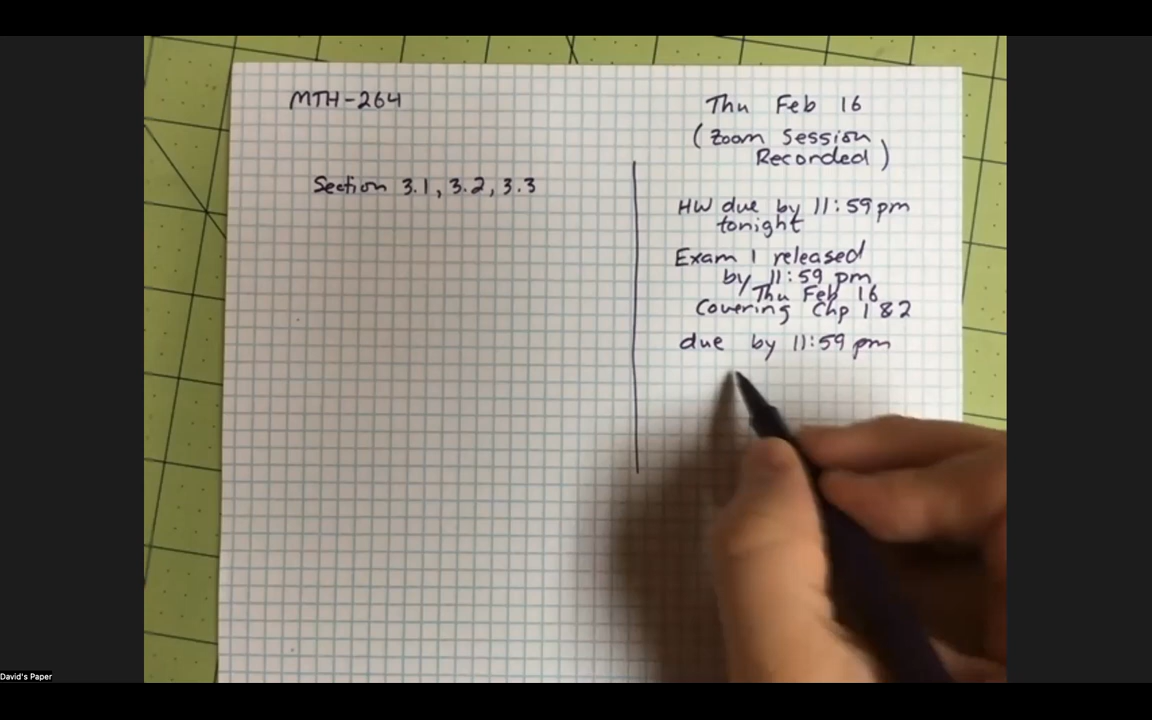 MTH-264
Section 3.1, 3.2, 3.3
Thu Feb 16
(Zoom Session
Recorded)
HW due by 11:59 pm
tonight
Exam 1 released
by 11:59 pm
Thu Feb 16
Covering Chp 1 & 2
due by 11:59 pm
David's Paper